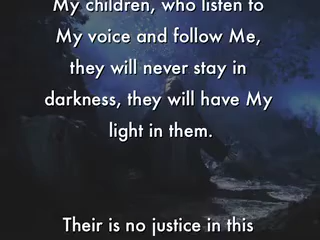 My children, who listen to
My voice and follow Me,
they will never stay in
darkness, they will have My
light in them.
Their is no justice in this